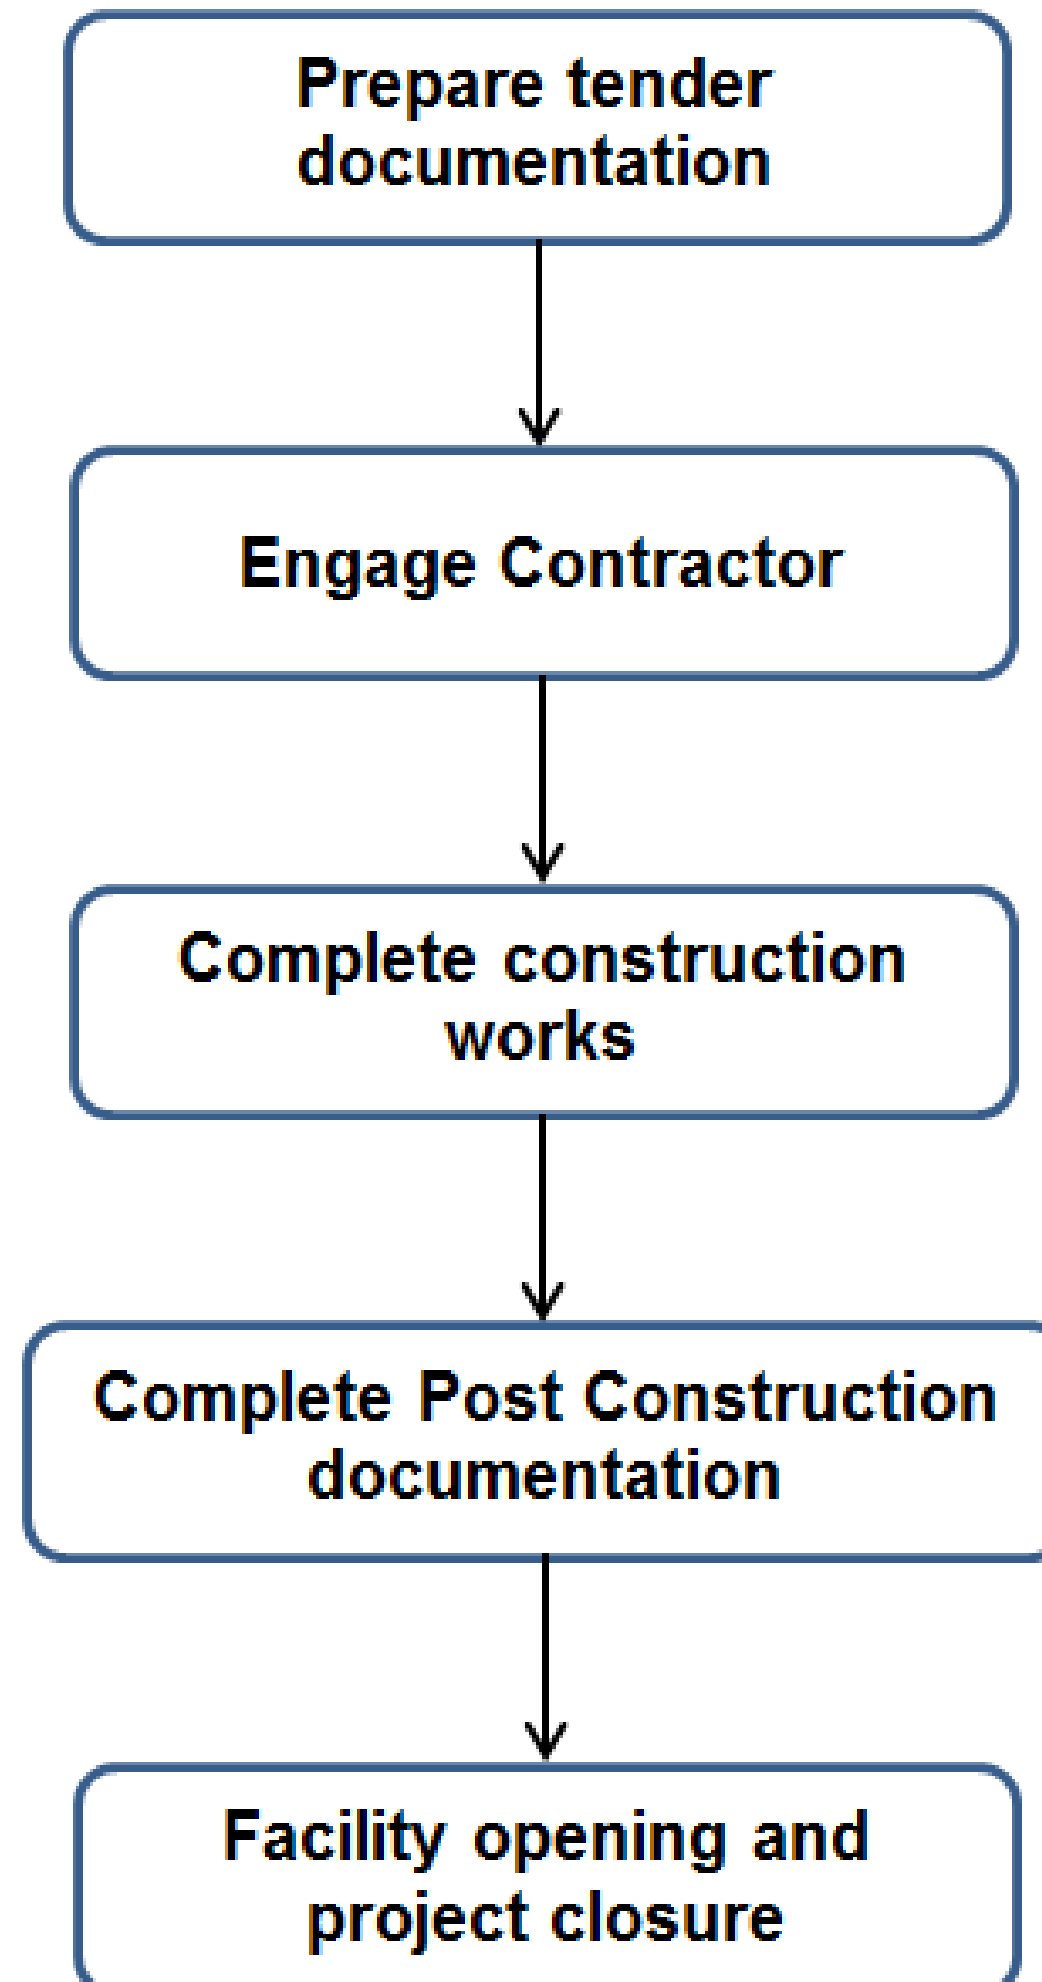 Prepare tender
documentation
Engage Contractor
Complete construction
works
Complete Post Construction
documentation
Facility opening and
project closure